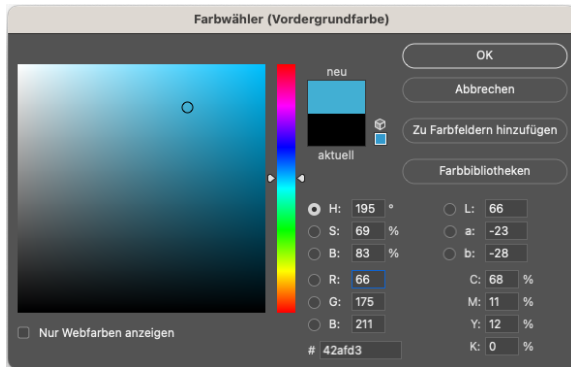 Farbwähler (Vordergrundfarbe)
neu
aktuell
OK
Abbrechen
Zu Farbfeldern hinzufügen
Farbbibliotheken
H: 195 °
S: 69 %
B: 83 %
R: 66
G: 175
B: 211
# 42afd3
L: 66
a: -23
b: -28
C: 68 %
M: 11 %
Y: 12 %
K: 0 %
Nur Webfarben anzeigen